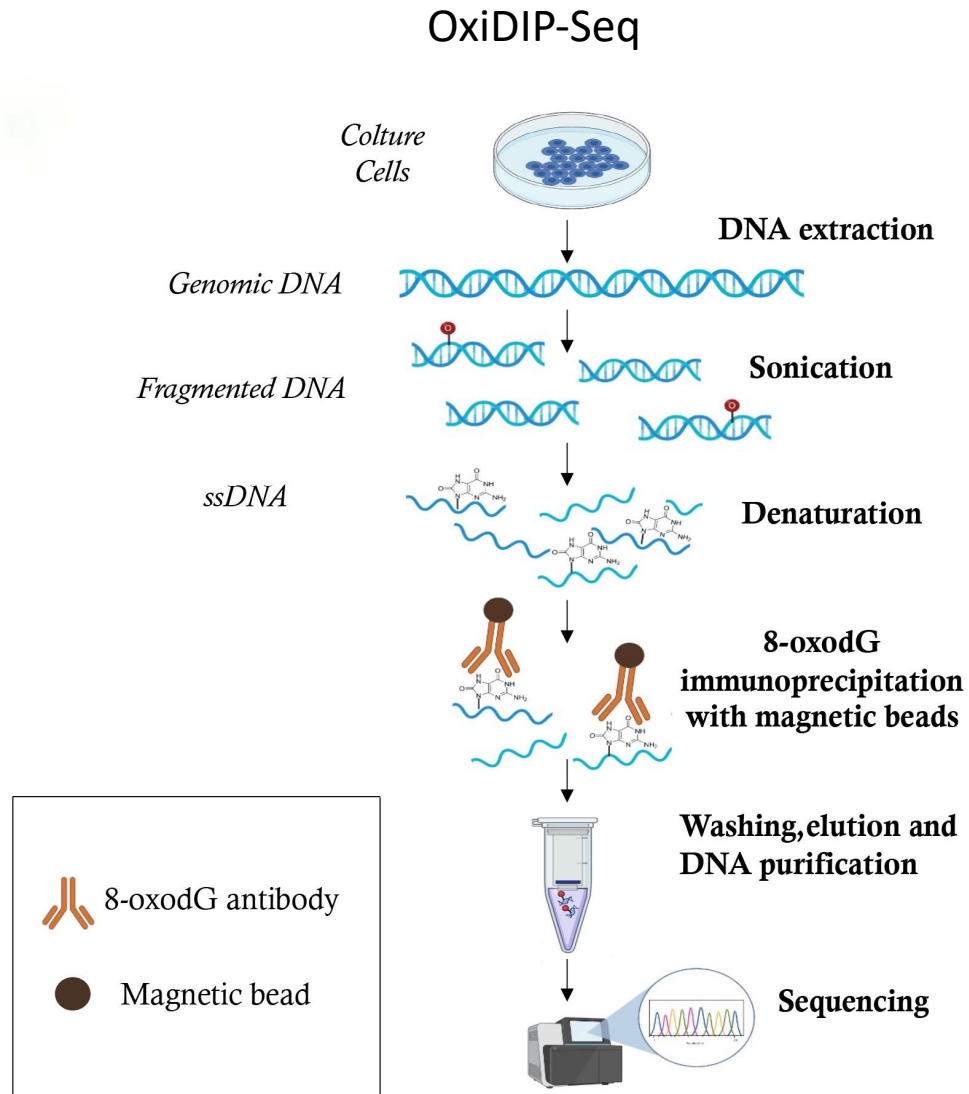 OxiDIP-Seq
Colture
Cells
DNA extraction
Genomic DNA
O
Sonication
Fragmented DNA
O
ssDNA
Denaturation
8-oxodG
immunoprecipitation
with magnetic beads
Washing,elution and
DNA purification
8-oxodG antibody
Magnetic bead
Sequencing